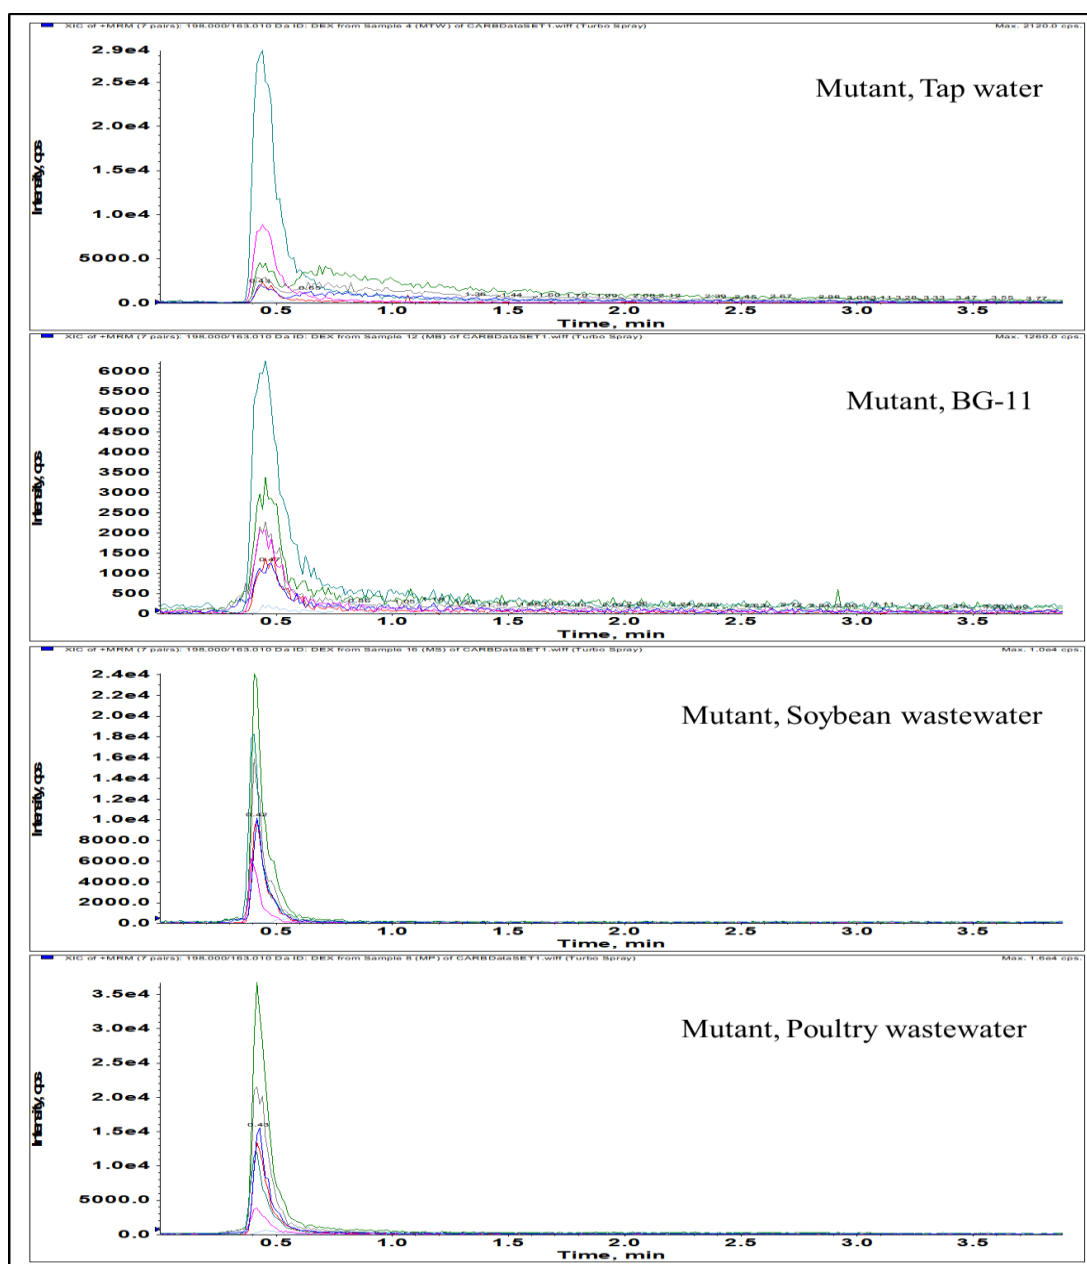 XIC of +MRM (7 pairs): 198.000/163.010 Da ID: DEX from Sample 4 (MTW) of CARBDataSET1.wiff (Turbo Spray) Max. 2120.0 cps.
Mutant, Tap water
Intensity, cps
2.9e4
2.5e4
2.0e4
1.5e4
1.0e4
5000.0
0.0
0.43 0.65
0.5 1.0 1.5 2.0 2.5 3.0 3.5
Time, min
XIC of +MRM (7 pairs): 198.000/163.010 Da ID: DEX from Sample 12 (MB) of CARBDataSET1.wiff (Turbo Spray) Max. 1260.0 cps.
Mutant, BG-11
Intensity, cps
6000
5500
5000
4500
4000
3500
3000
2500
2000
1500
1000
500
0
0.47
0.5 1.0 1.5 2.0 2.5 3.0 3.5
Time, min
XIC of +MRM (7 pairs): 198.000/163.010 Da ID: DEX from Sample 16 (MS) of CARBDataSET1.wiff (Turbo Spray) Max. 1.0e4 cps.
Mutant, Soybean wastewater
Intensity, cps
2.4e4
2.2e4
2.0e4
1.8e4
1.6e4
1.4e4
1.2e4
1.0e4
8000.0
6000.0
4000.0
2000.0
0.0
0.42
0.5 1.0 1.5 2.0 2.5 3.0 3.5
Time, min
XIC of +MRM (7 pairs): 198.000/163.010 Da ID: DEX from Sample 8 (MP) of CARBDataSET1.wiff (Turbo Spray) Max. 1.6e4 cps.
Mutant, Poultry wastewater
Intensity, cps
3.5e4
3.0e4
2.5e4
2.0e4
1.5e4
1.0e4
5000.0
0.0
0.43
0.5 1.0 1.5 2.0 2.5 3.0 3.5
Time, min